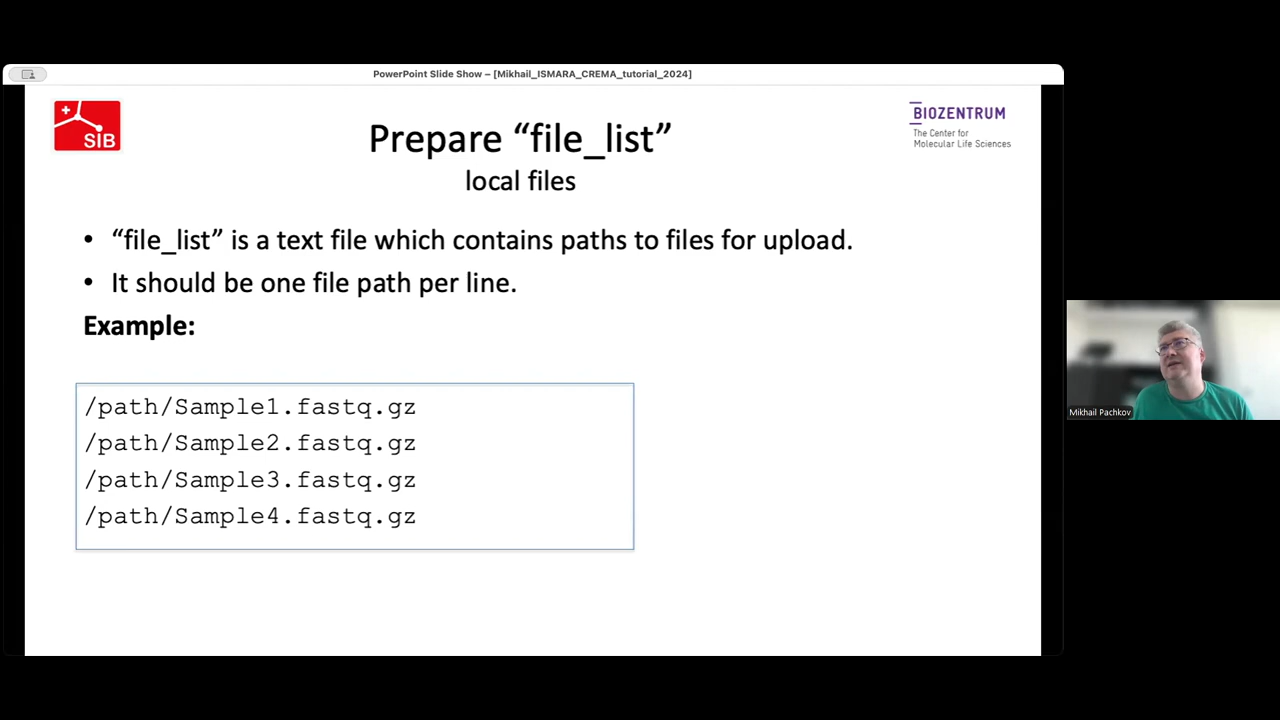 PowerPoint Slide Show – [Mikhail_ISMARA_CREMA_tutorial_2024]
SIB
BIOZENTRUM
The Center for
Molecular Life Sciences
Prepare “file_list”
local files
• “file_list” is a text file which contains paths to files for upload.
• It should be one file path per line.
Example:
/path/Sample1.fastq.gz
/path/Sample2.fastq.gz
/path/Sample3.fastq.gz
/path/Sample4.fastq.gz
Mikhail Pachkov